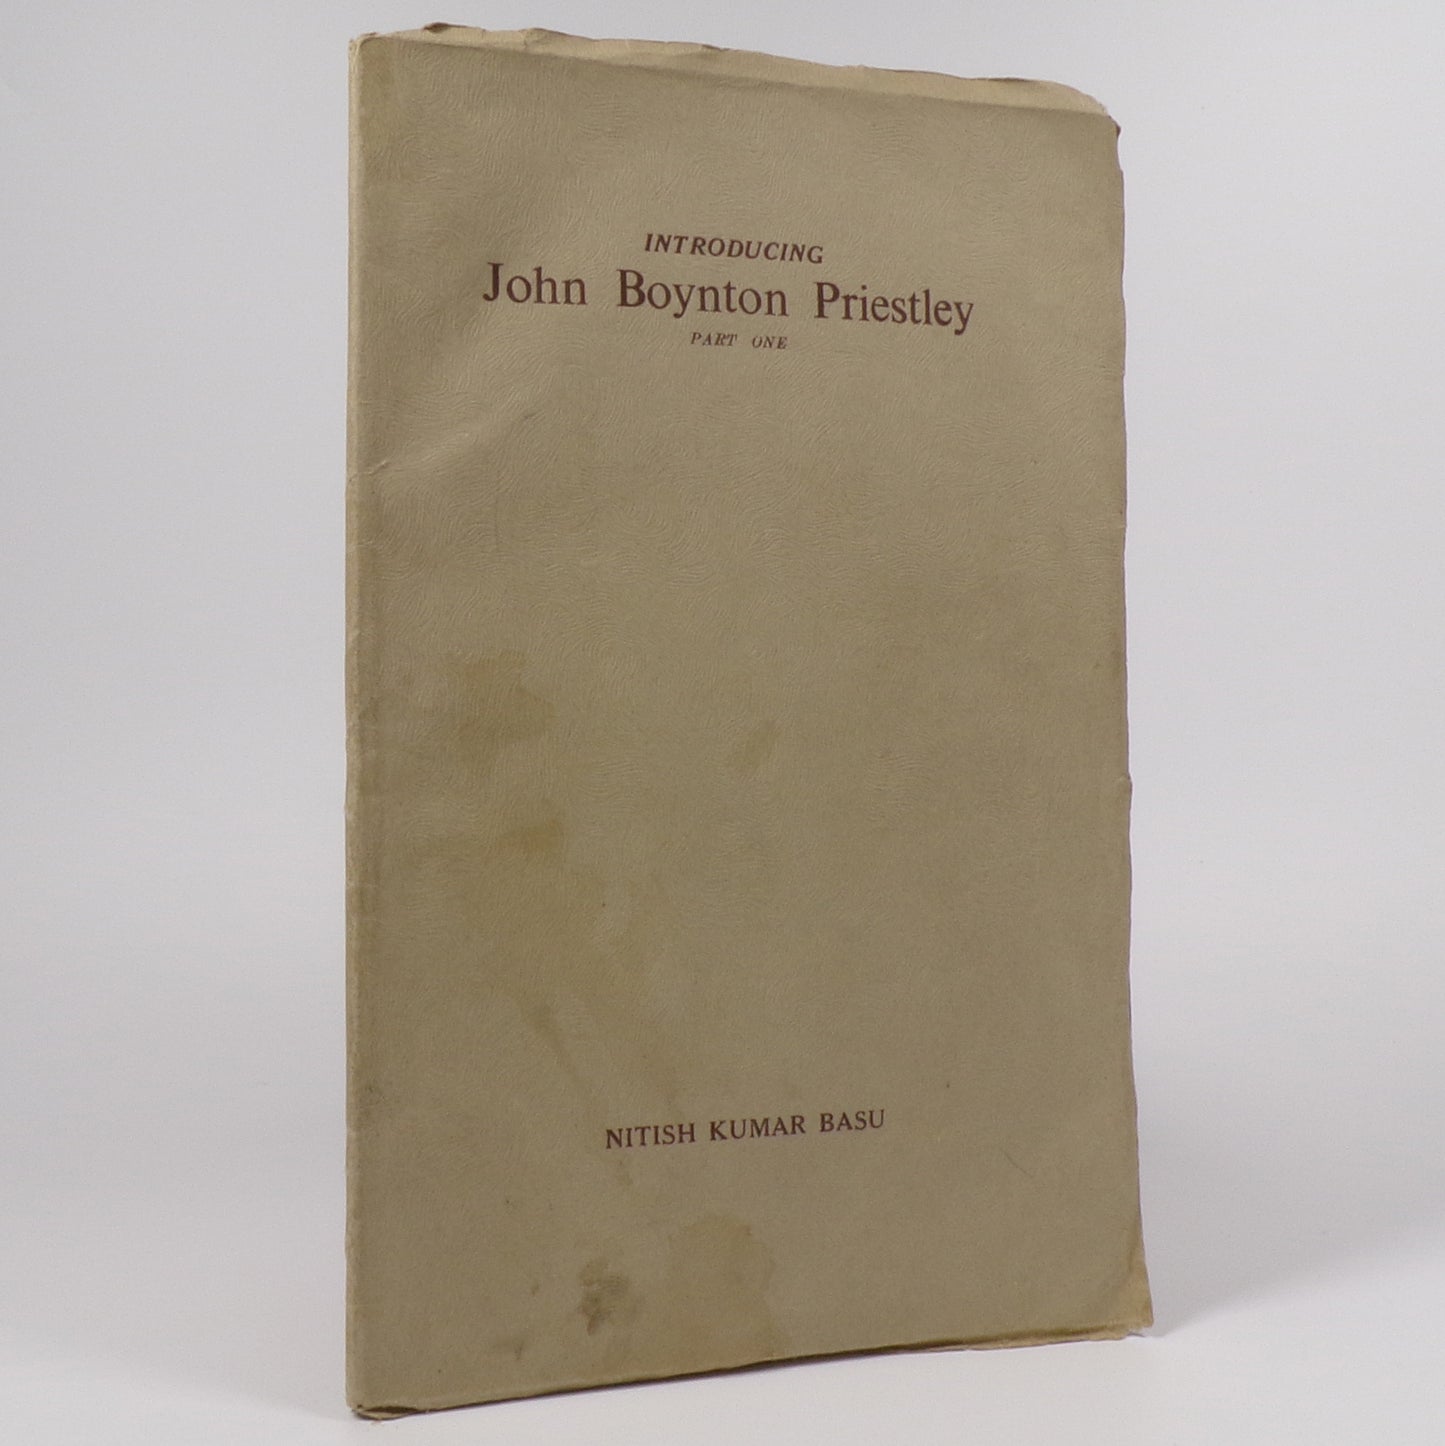 INTRODUCING
John Boynton Priestley
PART ONE
NITISH KUMAR BASU